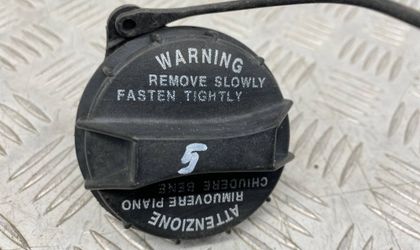 WARNING
REMOVE SLOWLY
FASTEN TIGHTLY
5
ATTENZIONE
RIMUOVERE PIANO
CHIUDERE BENE